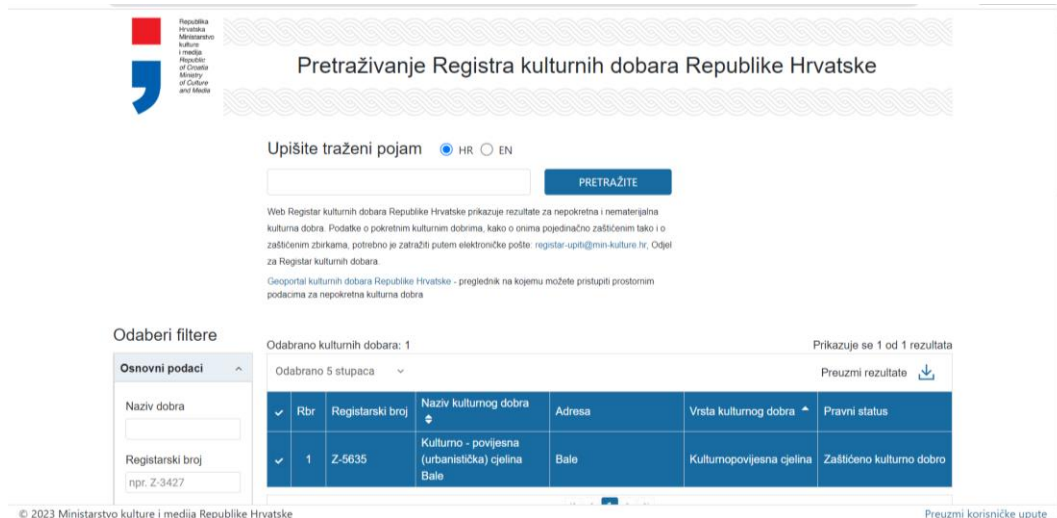 Republika
Hrvatska
Ministarstvo
kulture
i medija
Republic
of Croatia
Ministry
of Culture
and Media
Pretraživanje Registra kulturnih dobara Republike Hrvatske
Upišite traženi pojam HR EN
PRETRAŽITE
Web Registar kulturnih dobara Republike Hrvatske prikazuje rezultate za nepokretna i nematerijalna
kulturna dobra. Podatke o pokretnim kulturnim dobrima, kako o onima pojedinačno zaštićenim tako i o
zaštićenim zbirkama, potrebno je zatražiti putem elektroničke pošte: registar-upiti@min-kulture.hr, Odjel
za Registar kulturnih dobara.
Geoportal kulturnih dobara Republike Hrvatske - preglednik na kojemu možete pristupiti prostornim
podacima za nepokretna kulturna dobra
Odaberi filtere
Osnovni podaci
Naziv dobra
Registarski broj
npr. Z-3427
Odabrano kulturnih dobara: 1 Prikazuje se 1 od 1 rezultata
Odabrano 5 stupaca Preuzmi rezultate
Rbr Registarski broj Naziv kulturnog dobra Adresa Vrsta kulturnog dobra Pravni status
1 Z-5635 Kulturno - povijesna
(urbanistička) cjelina
Bale Bale Kulturnopovijesna cjelina Zaštićeno kulturno dobro
© 2023 Ministarstvo kulture i medija Republike Hrvatske Preuzmi korisničke upute